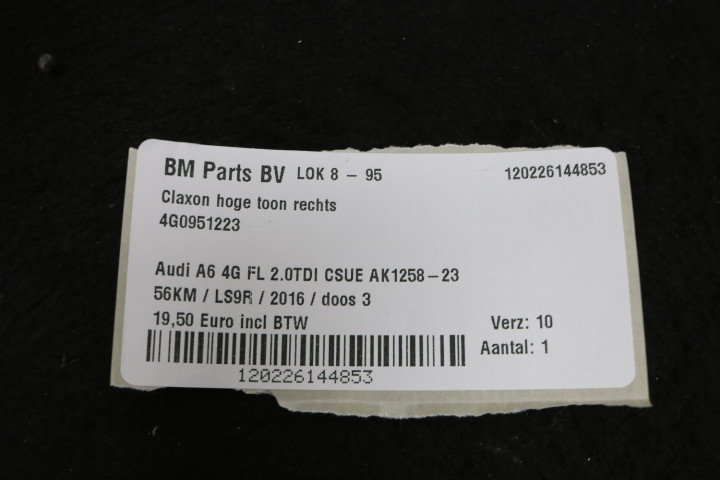 BM Parts BV LOK 8 - 95 120226144853
Claxon hoge toon rechts
4G0951223
Audi A6 4G FL 2.0TDI CSUE AK1258-23
56KM / LS9R / 2016 / doos 3
19,50 Euro incl BTW Verz: 10
Aantal: 1
120226144853